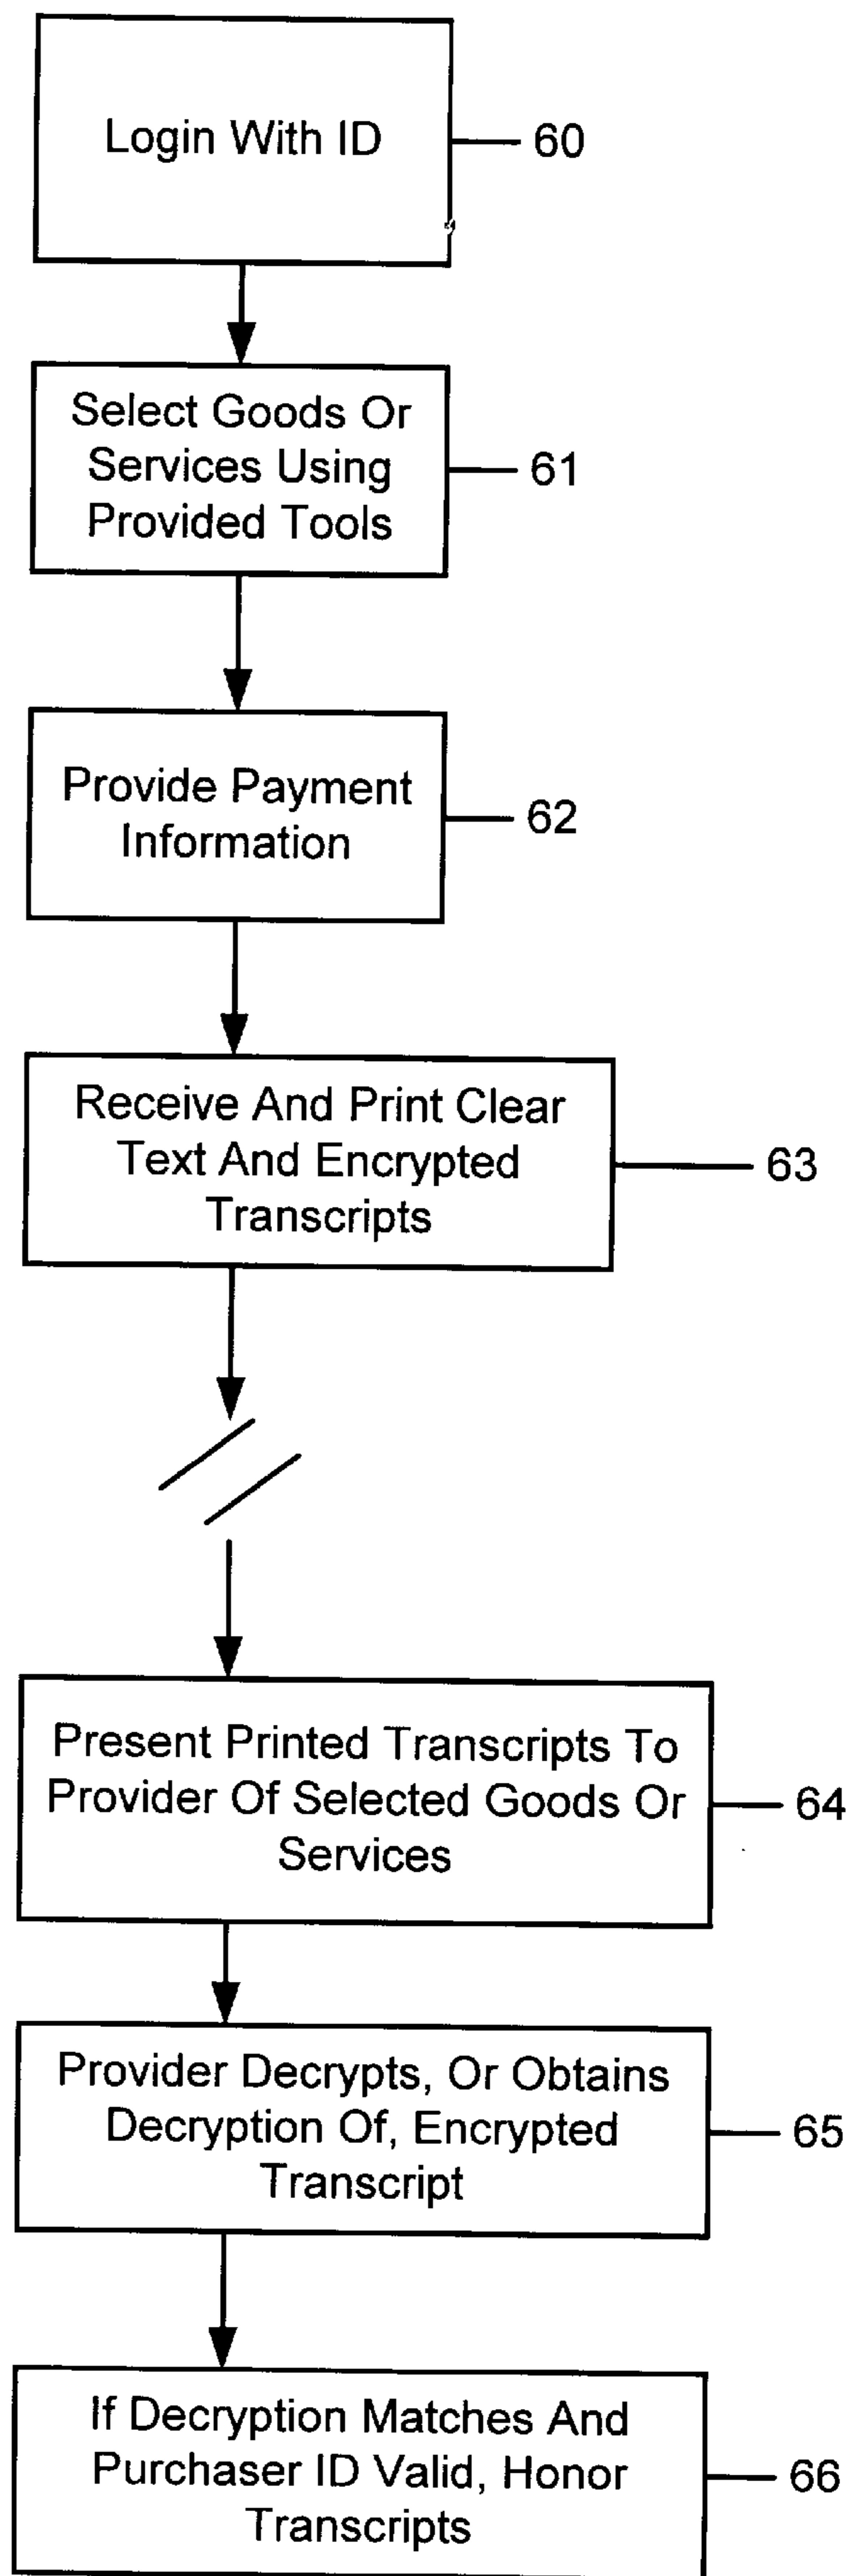 Login With ID
60
Select Goods Or
Services Using
Provided Tools
61
Provide Payment
Information
62
Receive And Print Clear
Text And Encrypted
Transcripts
63
Present Printed Transcripts To
Provider Of Selected Goods Or
Services
64
Provider Decrypts, Or Obtains
Decryption Of, Encrypted
Transcript
65
If Decryption Matches And
Purchaser ID Valid, Honor
Transcripts
66